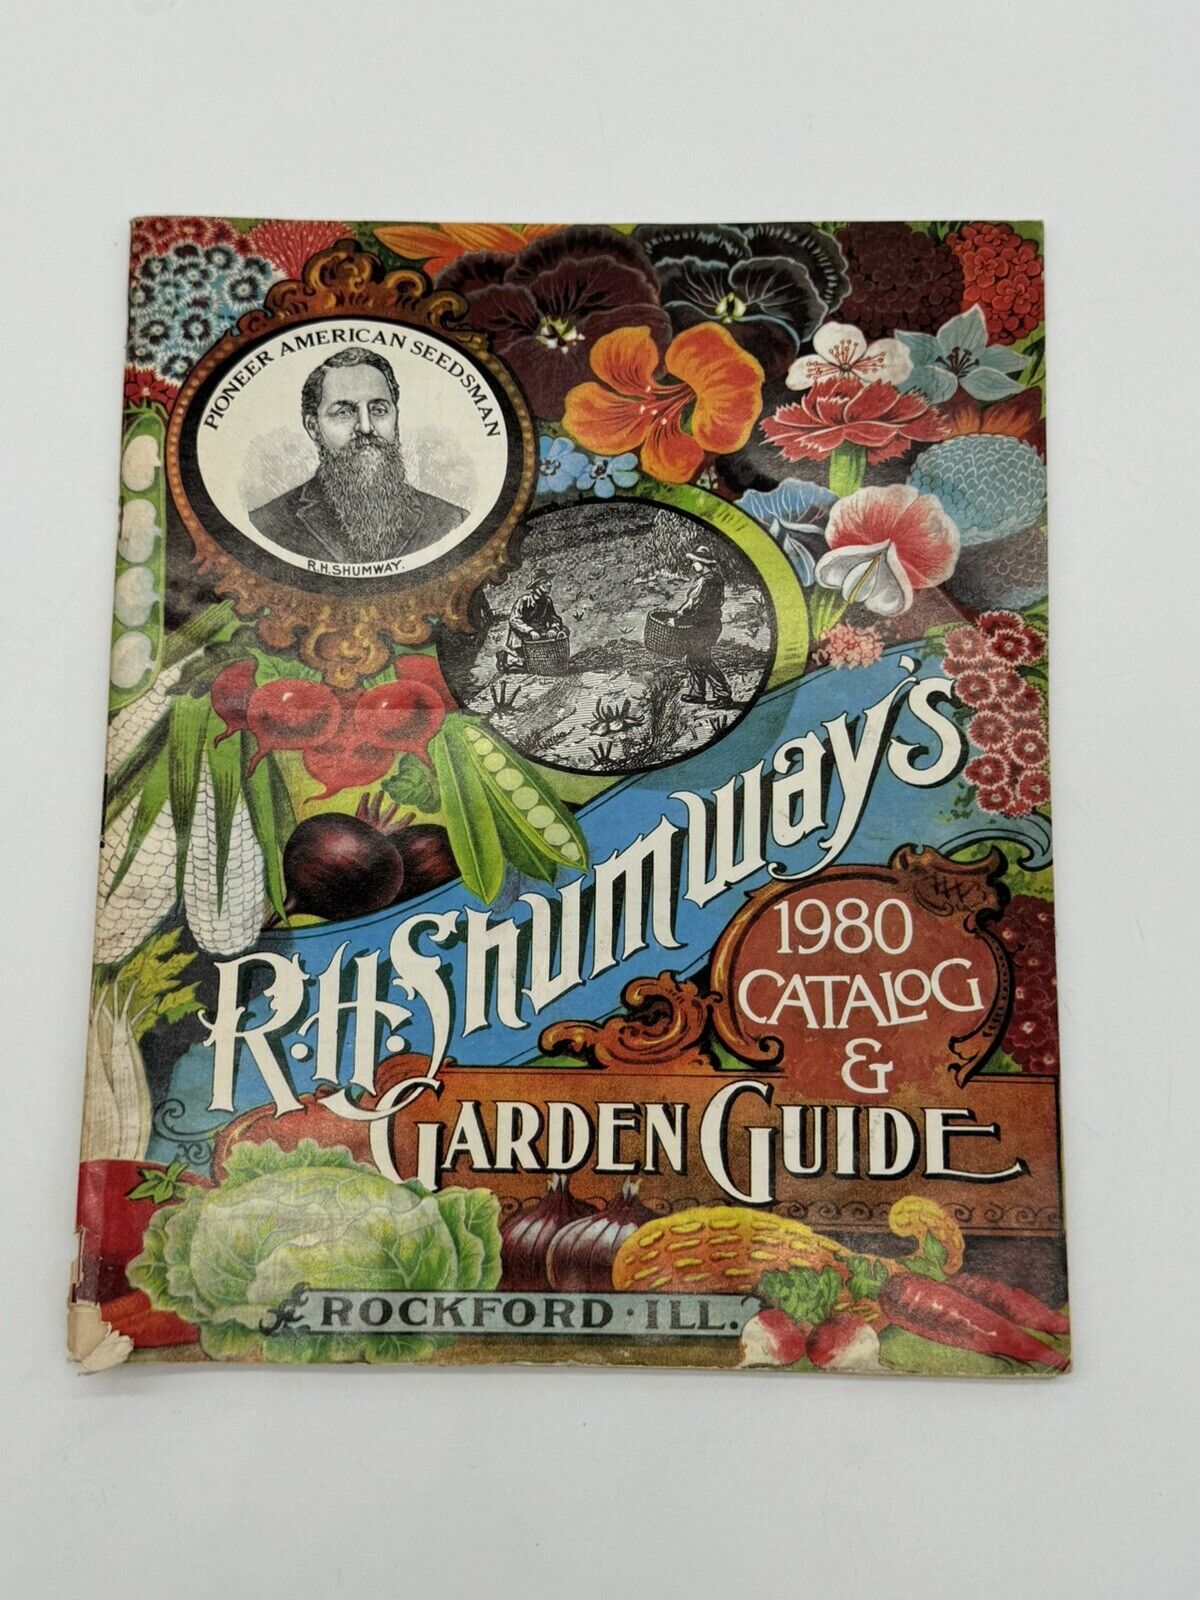 PIONEER AMERICAN SEEDSMAN
R.H.SHUMWAY.
R.H.Shumway's
1980
CATALOG
&
GARDEN GUIDE
ROCKFORD · ILL.